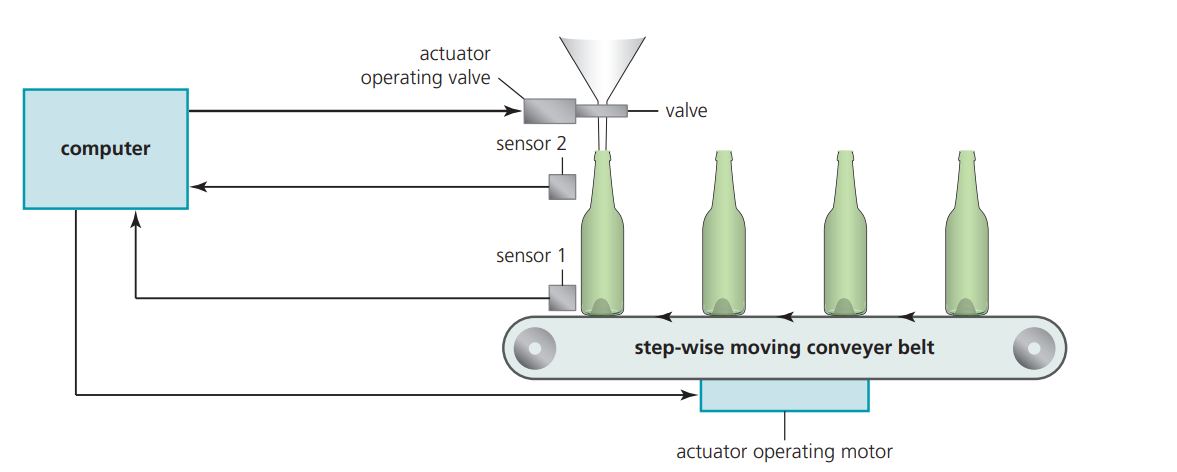 actuator
operating valve
valve
computer
sensor 2
sensor 1
step-wise moving conveyer belt
actuator operating motor